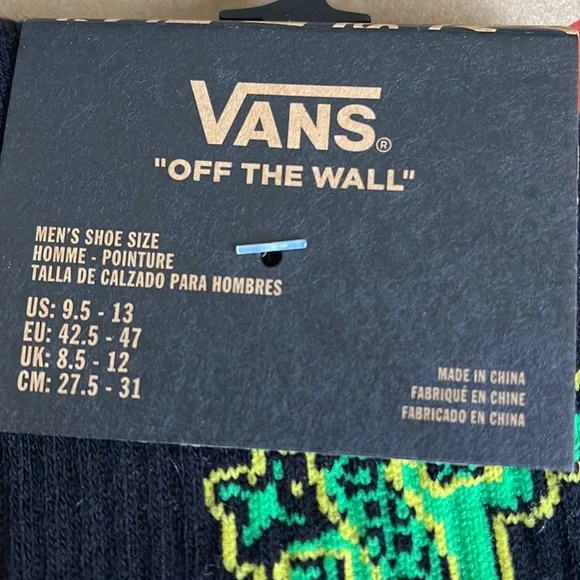 VANS®
"OFF THE WALL"
MEN'S SHOE SIZE
HOMME - POINTURE
TALLA DE CALZADO PARA HOMBRES
US: 9.5 - 13
EU: 42.5 - 47
UK: 8.5 - 12
CM: 27.5 - 31
MADE IN CHINA
FABRIQUÉ EN CHINE
FABRICADO EN CHINA